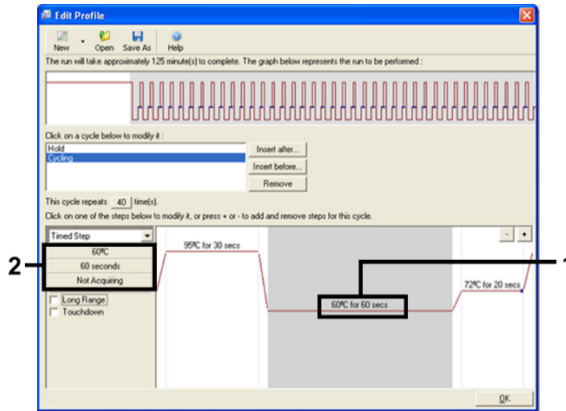 Edit Profile
New Open Save As Help
The run will take approximately 125 minute(s) to complete. The graph below represents the run to be performed :
Click on a cycle below to modify it :
Hold
Cycling
Insert after...
Insert before...
Remove
This cycle repeats 40 time(s).
Click on one of the steps below to modify it, or press + or - to add and remove steps for this cycle.
Timed Step
- +
60ºC
60 seconds
Not Acquiring
Long Range
Touchdown
95ºC for 30 secs
60ºC for 60 secs
72ºC for 20 secs
2
1
OK